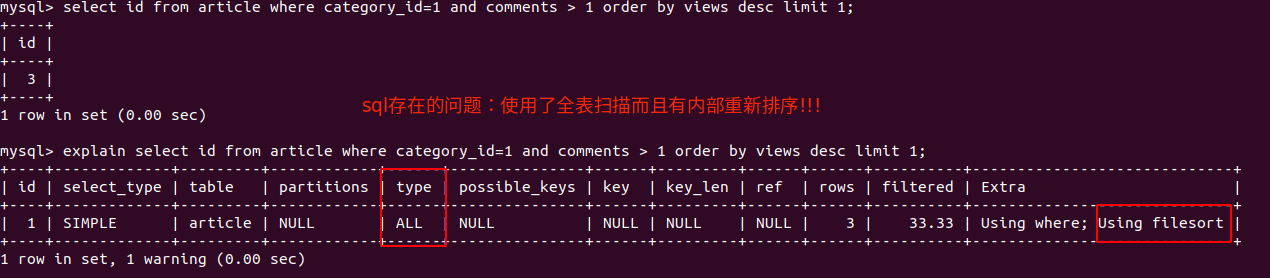 mysql> select id from article where category_id=1 and comments > 1 order by views desc limit 1;
+----+
| id |
+----+
|  3 |
+----+
1 row in set (0.00 sec)
sql存在的问题：使用了全表扫描而且有内部重新排序!!!
mysql> explain select id from article where category_id=1 and comments > 1 order by views desc limit 1;
+----+-------------+---------+------------+------+---------------+------+---------+------+------+----------+-----------------------------+
| id | select_type | table   | partitions | type | possible_keys | key  | key_len | ref  | rows | filtered | Extra                       |
+----+-------------+---------+------------+------+---------------+------+---------+------+------+----------+-----------------------------+
|  1 | SIMPLE      | article | NULL       | ALL  | NULL          | NULL | NULL    | NULL |    3 |    33.33 | Using where; Using filesort |
+----+-------------+---------+------------+------+---------------+------+---------+------+------+----------+-----------------------------+
1 row in set, 1 warning (0.00 sec)